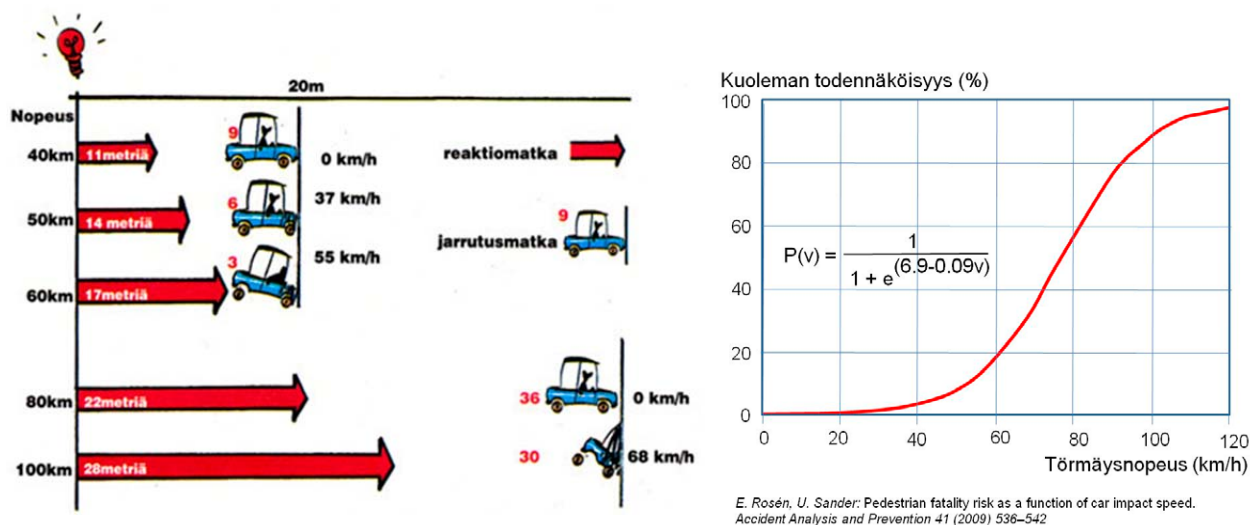 20m
Nopeus
40km
11metriä
9
0 km/h
reaktiomatka
50km
14 metriä
6
37 km/h
jarrutusmatka
9
60km
17metriä
3
55 km/h
80km
22metriä
36
0 km/h
100km
28metriä
30
68 km/h
Kuoleman todennäköisyys (%)
100
80
60
40
20
0
P(v) = 1 / 1 + e^(6.9-0.09v)
0 20 40 60 80 100 120
Törmäysnopeus (km/h)
E. Rosén, U. Sander: Pedestrian fatality risk as a function of car impact speed.
Accident Analysis and Prevention 41 (2009) 536–542